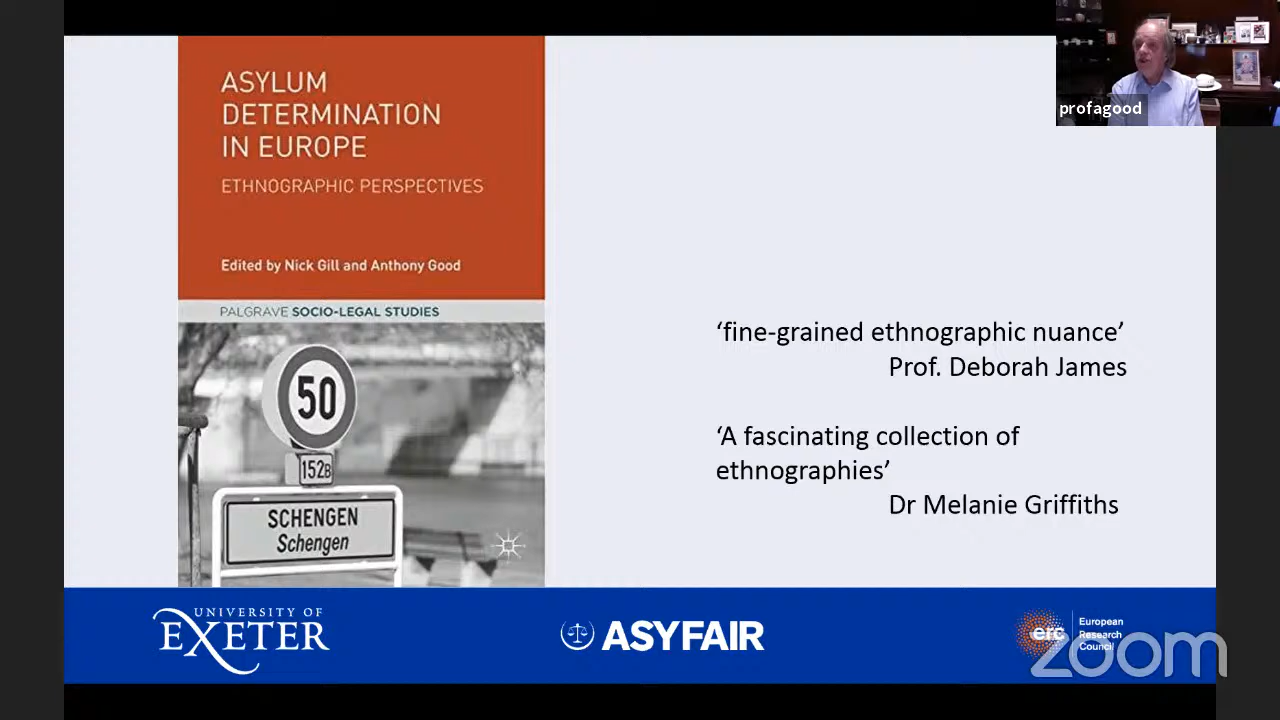 ASYLUM
DETERMINATION
IN EUROPE
ETHNOGRAPHIC PERSPECTIVES
Edited by Nick Gill and Anthony Good
PALGRAVE SOCIO-LEGAL STUDIES
50
152B
SCHENGEN
Schengen
profagood
‘fine-grained ethnographic nuance’
Prof. Deborah James
‘A fascinating collection of
ethnographies’
Dr Melanie Griffiths
UNIVERSITY OF
EXETER
ASYFAIR
erc
European
Research
Council
zoom